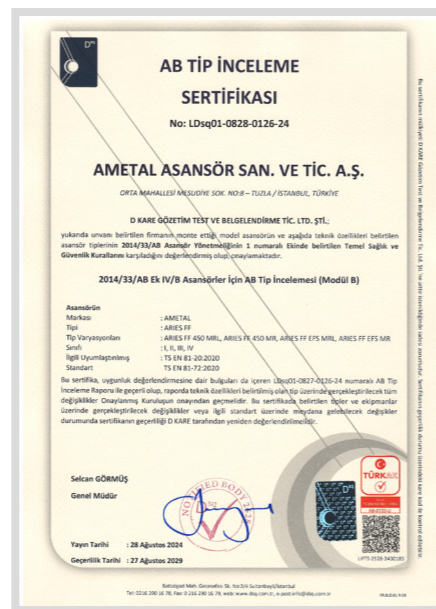 D sq
AB TİP İNCELEME
SERTİFİKASI
No: LDsq01-0828-0126-24
AMETAL ASANSÖR SAN. VE TİC. A.Ş.
ORTA MAHALLESİ MESUDİYE SOK. NO:8 – TUZLA / İSTANBUL, TÜRKİYE
D KARE GÖZETİM TEST VE BELGELENDİRME TİC. LTD. ŞTİ.;
yukarıda unvanı belirtilen firmanın monte ettiği model asansörün ve aşağıda teknik özellikleri belirtilen
asansör tiplerinin 2014/33/AB Asansör Yönetmeliğinin 1 numaralı Ekinde belirtilen Temel Sağlık ve
Güvenlik Kurallarını karşıladığını değerlendirmiş olup, onaylamaktadır.
2014/33/AB Ek IV/B Asansörler İçin AB Tip İncelemesi (Modül B)
Asansörün
Markası : AMETAL
Tipi : ARIES FF
Tip Varyasyonları : ARIES FF 450 MRL, ARIES FF 450 MR, ARIES FF EFS MRL, ARIES FF EFS MR
Sınıfı : I, II, III, IV
İlgili Uyumlaştırılmış : TS EN 81-20:2020
Standart : TS EN 81-72:2020
Bu sertifika, uygunluk değerlendirmesine dair bulguları da içeren LDsq01-0827-0126-24 numaralı AB Tip
İnceleme Raporu ile geçerli olup, raporda teknik özellikleri belirtilmiş olan tip üzerinde gerçekleştirilecek tüm
değişiklikler Onaylanmış Kuruluşun onayından geçmelidir. Bu sertifikada belirtilen tipler ve ekipmanlar
üzerinde gerçekleştirilecek değişiklikler veya ilgili standart üzerinde meydana gelebilecek değişikler
durumunda sertifikanın geçerliliği D KARE tarafından yeniden değerlendirilmelidir.
Selcan GÖRMÜŞ
Genel Müdür
NOTIFIED BODY
TÜRKAK
Yayın Tarihi : 28 Ağustos 2024
Geçerlilik Tarihi : 27 Ağustos 2029